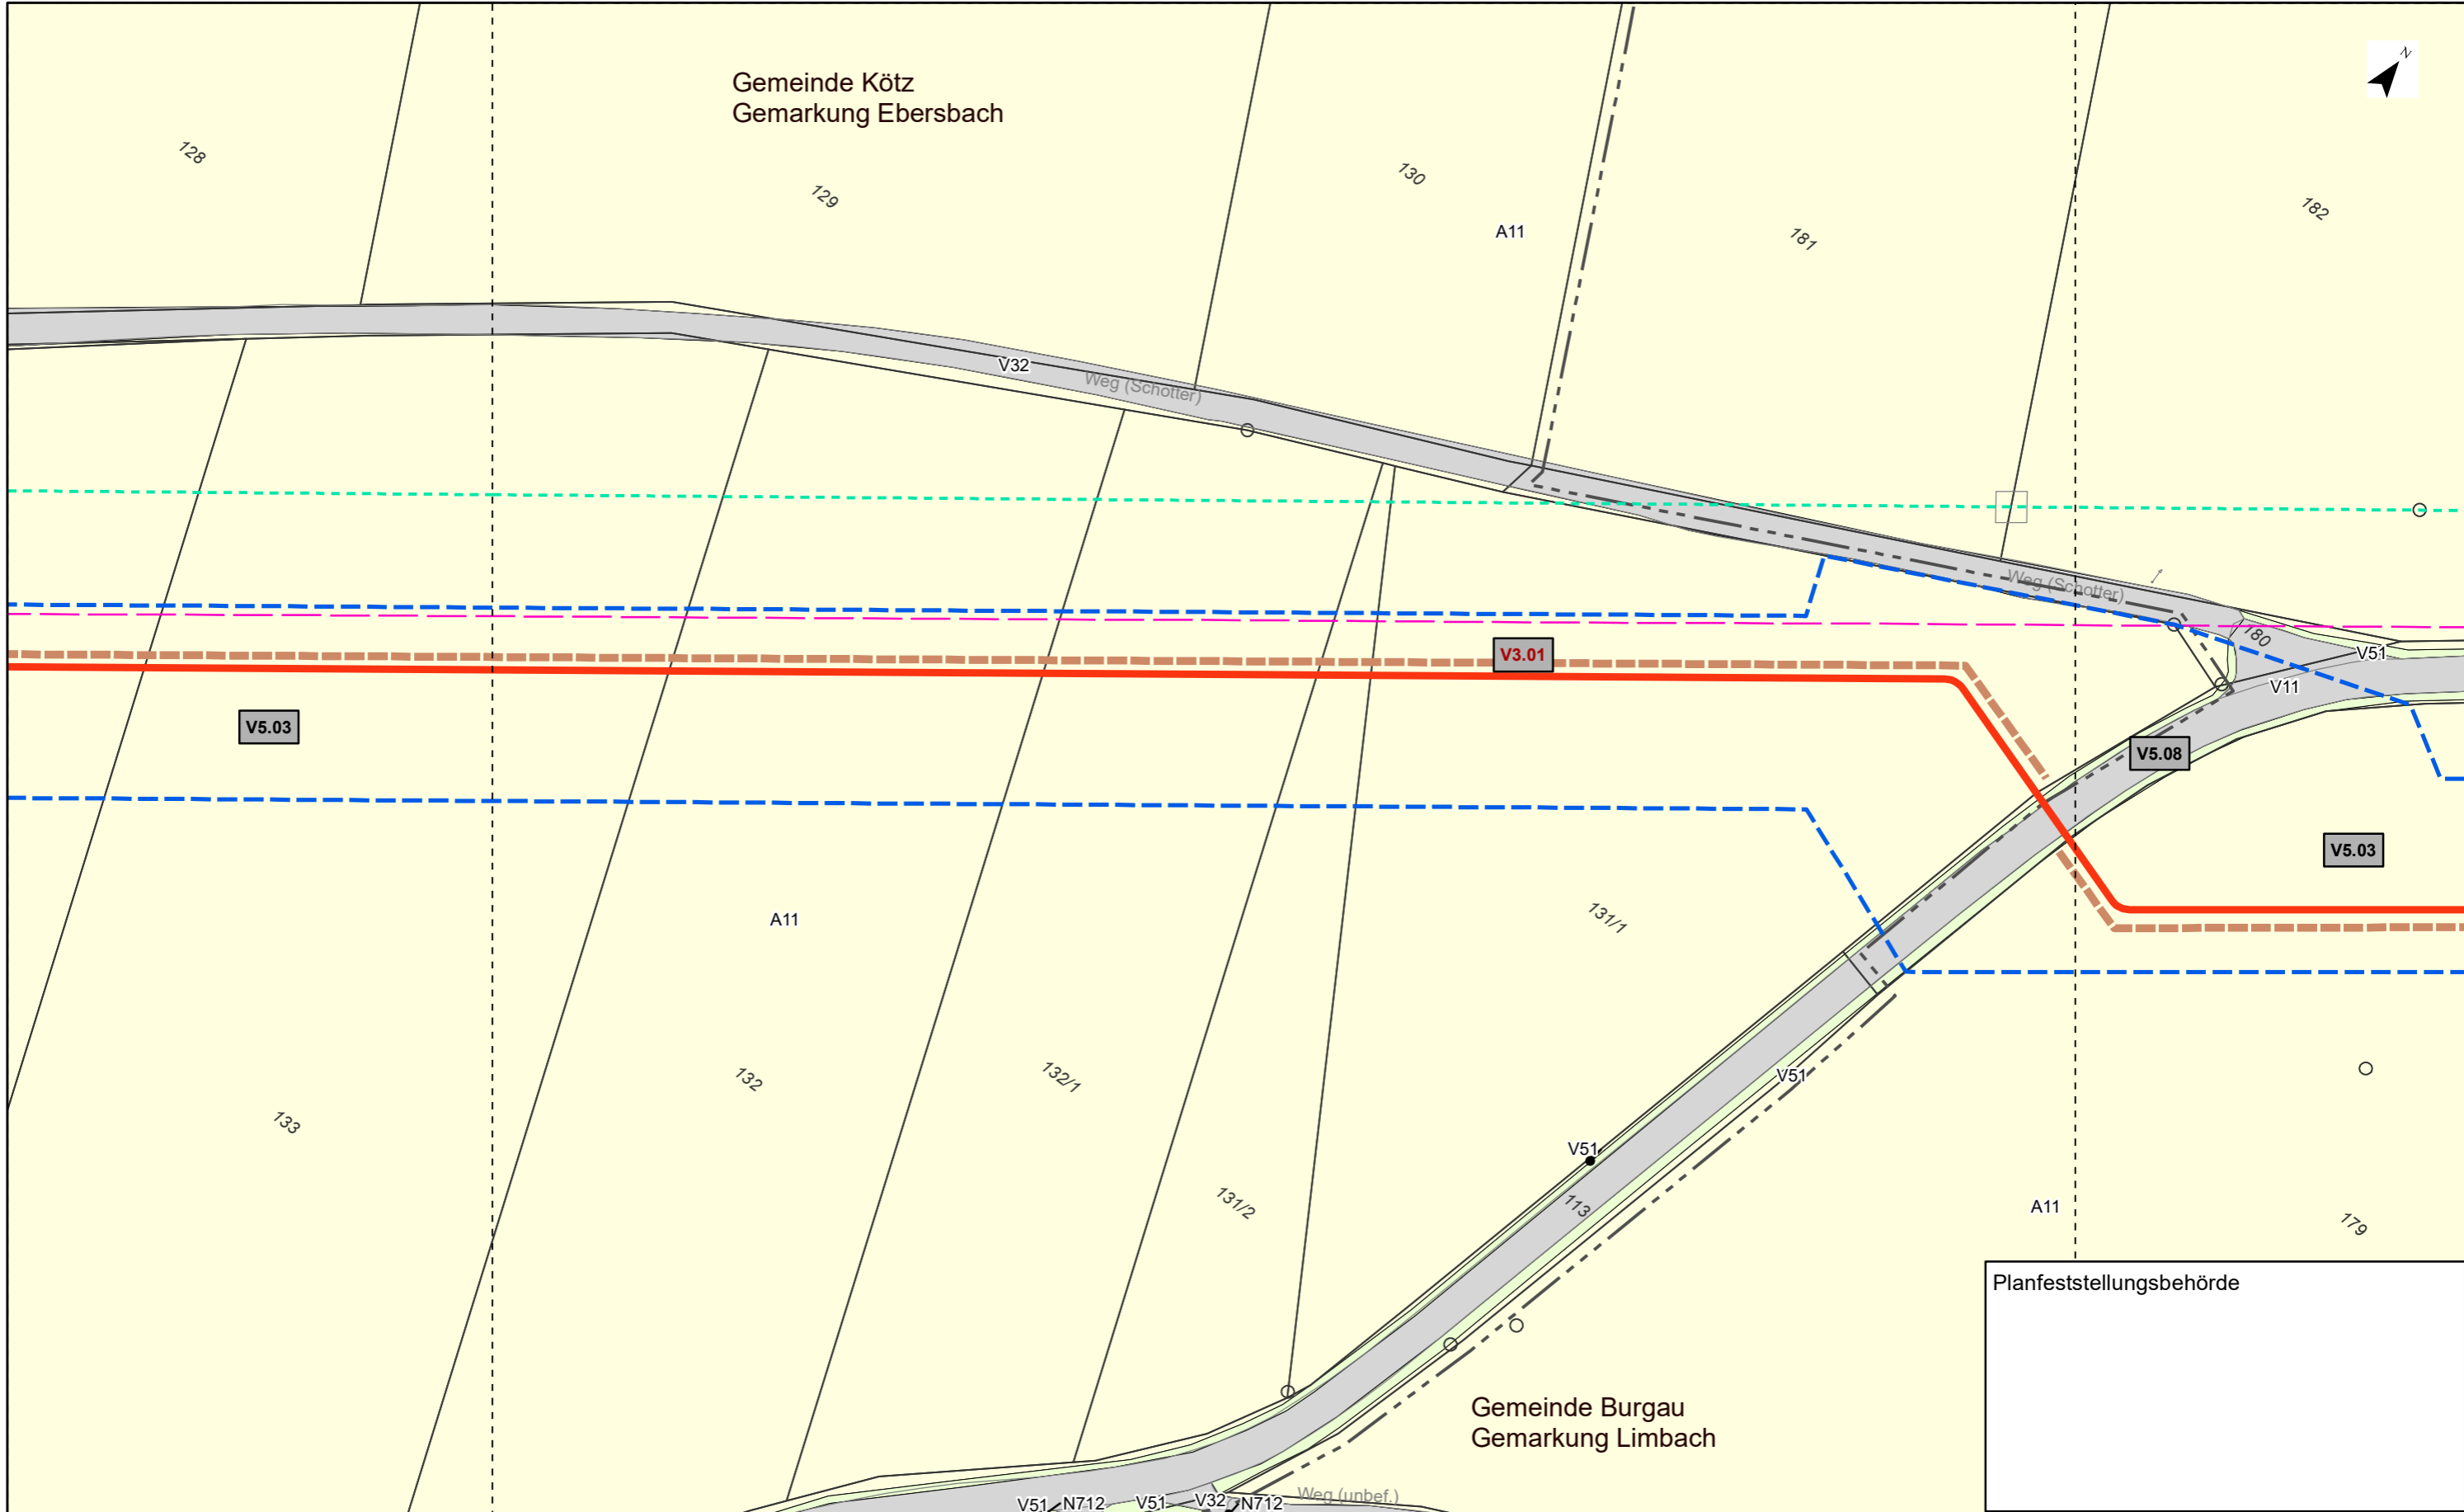 N
Gemeinde Kötz
Gemarkung Ebersbach
128
129
130
A11
181
182
V32
Weg (Schotter)
Weg (Schotter)
180
V51
V11
V3.01
V5.03
V5.08
V5.03
A11
131/1
133
132
132/1
V51
V51
131/2
113
A11
179
Planfeststellungsbehörde
Gemeinde Burgau
Gemarkung Limbach
V51
N712
V51
V32
N712
Weg (unbef.)